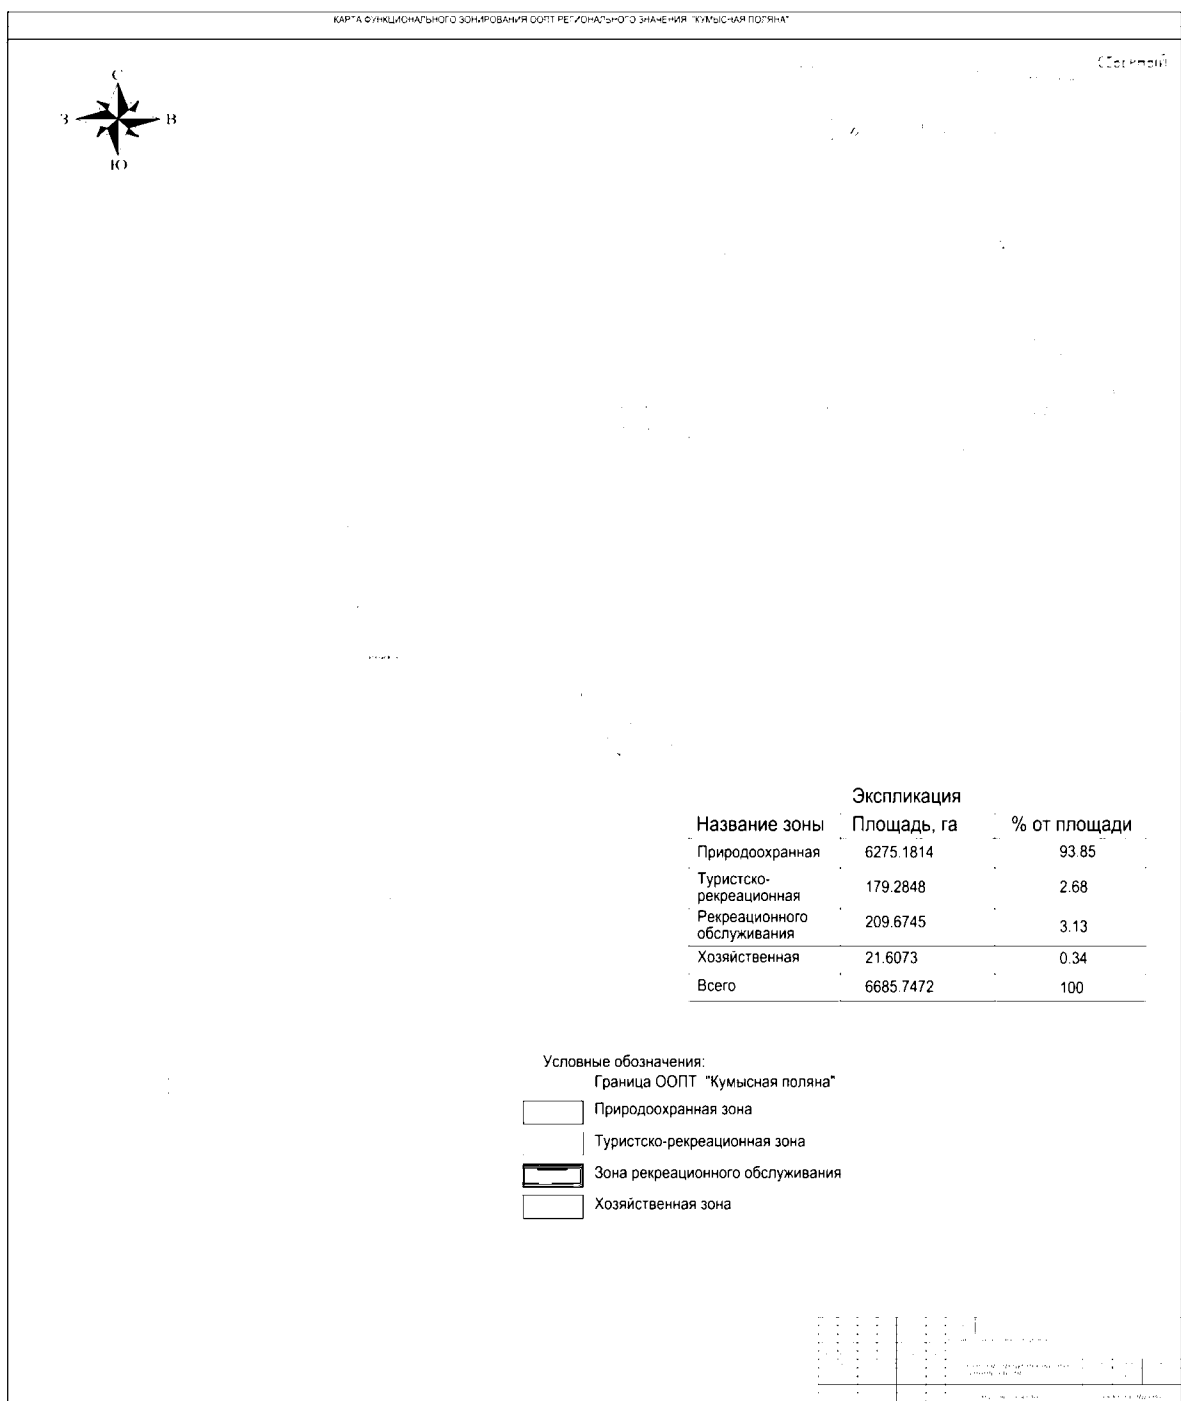 КАРТА ФУНКЦИОНАЛЬНОГО ЗОНИРОВАНИЯ ООПТ РЕГИОНАЛЬНОГО ЗНАЧЕНИЯ "КУМЫСНАЯ ПОЛЯНА"
С
З В
Ю
Экспликация
Название зоны Площадь, га % от площади
Природоохранная 6275.1814 93.85
Туристско-
рекреационная 179.2848 2.68
Рекреационного
обслуживания 209.6745 3.13
Хозяйственная 21.6073 0.34
Всего 6685.7472 100
Условные обозначения:
Граница ООПТ "Кумысная поляна"
Природоохранная зона
Туристско-рекреационная зона
Зона рекреационного обслуживания
Хозяйственная зона